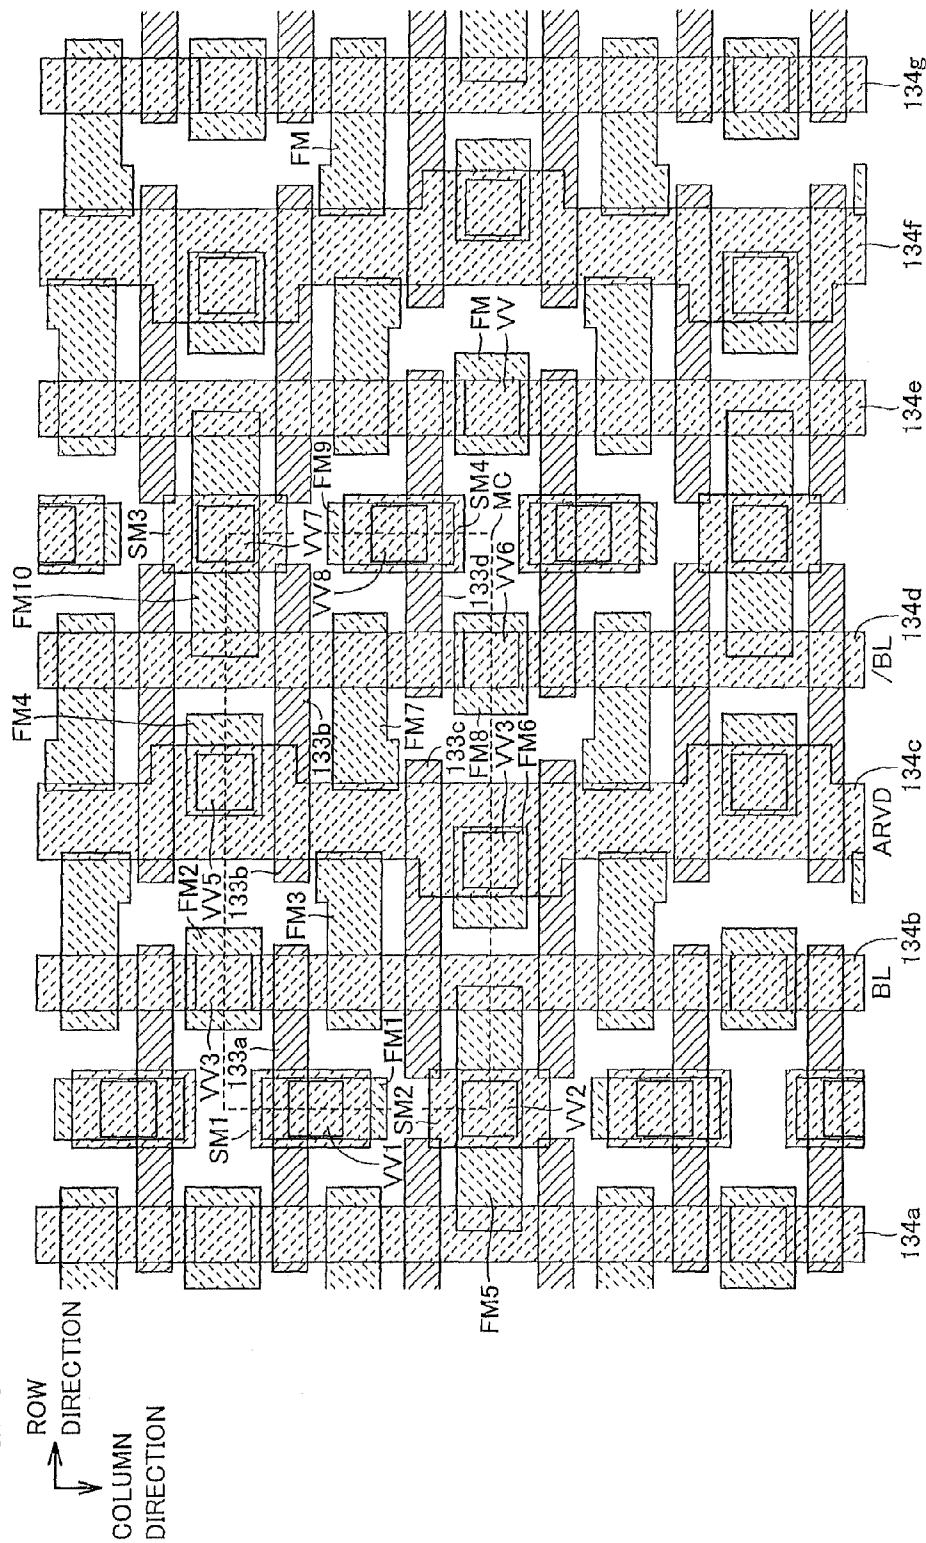 ROW
DIRECTION
COLUMN
DIRECTION
FM10
FM4
SM3
FM9
VV7
VV8
SM4
MC
133d
VV6
FM
VV
FM
133b
FM7
133c
FM8
VV3
FM6
FM2
VV5
133b
FM3
VV3
133a
SM1
FM1
SM2
VV1
VV2
FM5
134a
134b
BL
134c
ARVD
134d
/BL
134e
134f
134g